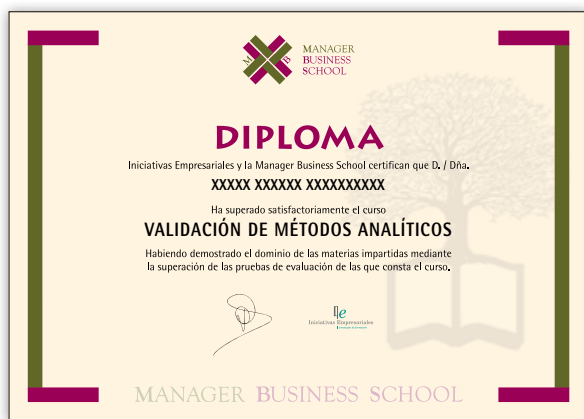 M B
MANAGER
BUSINESS
SCHOOL
DIPLOMA
Iniciativas Empresariales y la Manager Business School certifican que D. / Dña.
XXXXX XXXXXX XXXXXXXXXX
Ha superado satisfactoriamente el curso
VALIDACIÓN DE MÉTODOS ANALÍTICOS
Habiendo demostrado el dominio de las materias impartidas mediante
la superación de las pruebas de evaluación de las que consta el curso.
Iniciativas Empresariales
MANAGER BUSINESS SCHOOL